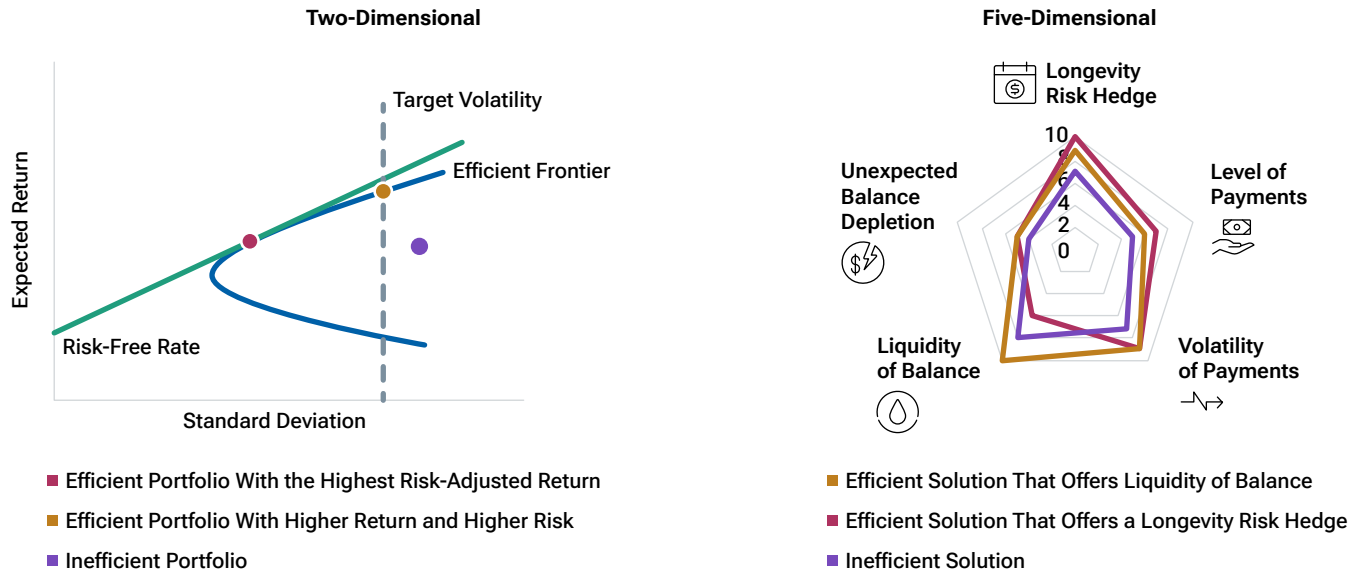 Two-Dimensional
Expected Return
Target Volatility
Efficient Frontier
Risk-Free Rate
Standard Deviation
Efficient Portfolio With the Highest Risk-Adjusted Return
Efficient Portfolio With Higher Return and Higher Risk
Inefficient Portfolio
Five-Dimensional
Longevity
Risk Hedge
10
8
6
4
2
0
Unexpected
Balance
Depletion
Level of
Payments
Liquidity
of Balance
Volatility
of Payments
Efficient Solution That Offers Liquidity of Balance
Efficient Solution That Offers a Longevity Risk Hedge
Inefficient Solution